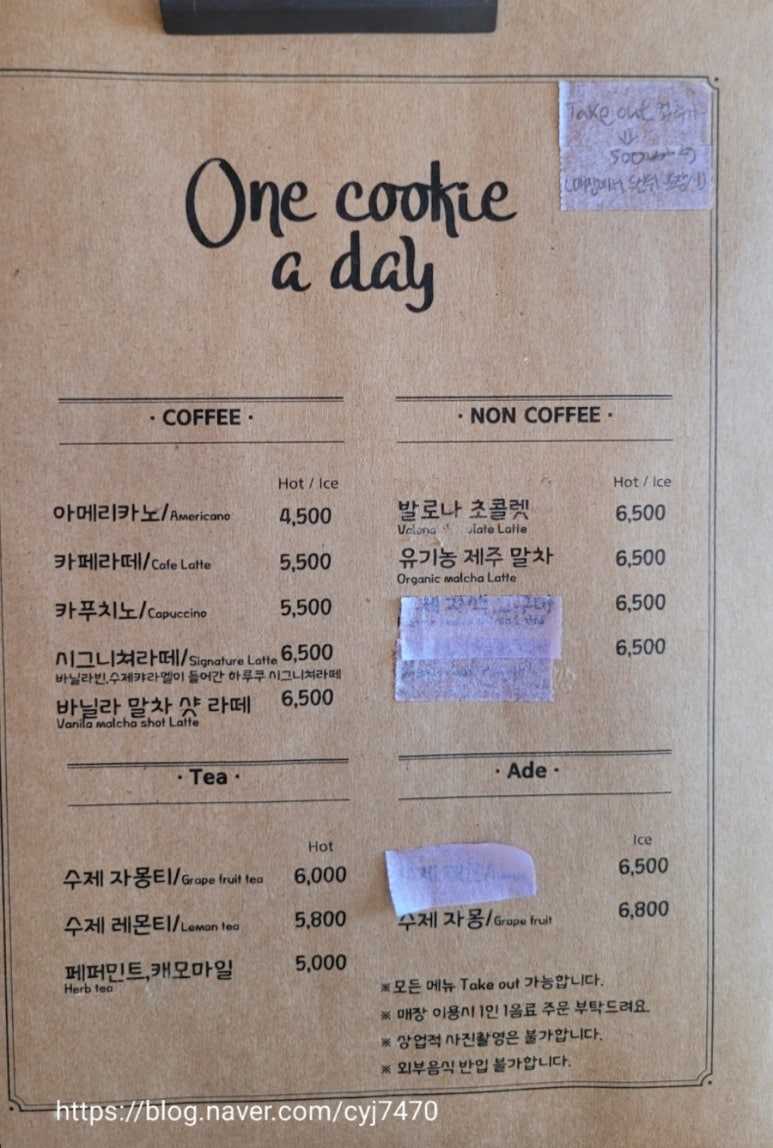 Take out
500
One cookie
a day
· COFFEE ·
Hot / Ice
아메리카노/Americano 4,500
카페라떼/Cafe Latte 5,500
카푸치노/Capuccino 5,500
시그니쳐라떼/Signature Latte 6,500
바닐라빈,수제캬라멜이 들어간 하루쿠 시그니쳐라떼
바닐라 말차 샷 라떼 6,500
Vanila malcha shot Latte
· NON COFFEE ·
Hot / Ice
발로나 초콜렛 6,500
Latte
유기농 제주 말차 6,500
Organic malcha Latte
6,500
6,500
· Tea ·
Hot
수제 자몽티/Grape fruit tea 6,000
수제 레몬티/Lemon tea 5,800
페퍼민트,캐모마일 5,000
Herb tea
· Ade ·
Ice
6,500
수제 자몽/Grape fruit 6,800
※모든 메뉴 Take out 가능합니다.
※ 매장 이용시 1인 1음료 주문 부탁드려요.
※ 상업적 사진촬영은 불가합니다.
※ 외부음식 반입 불가합니다.
https://blog.naver.com/cyj7470